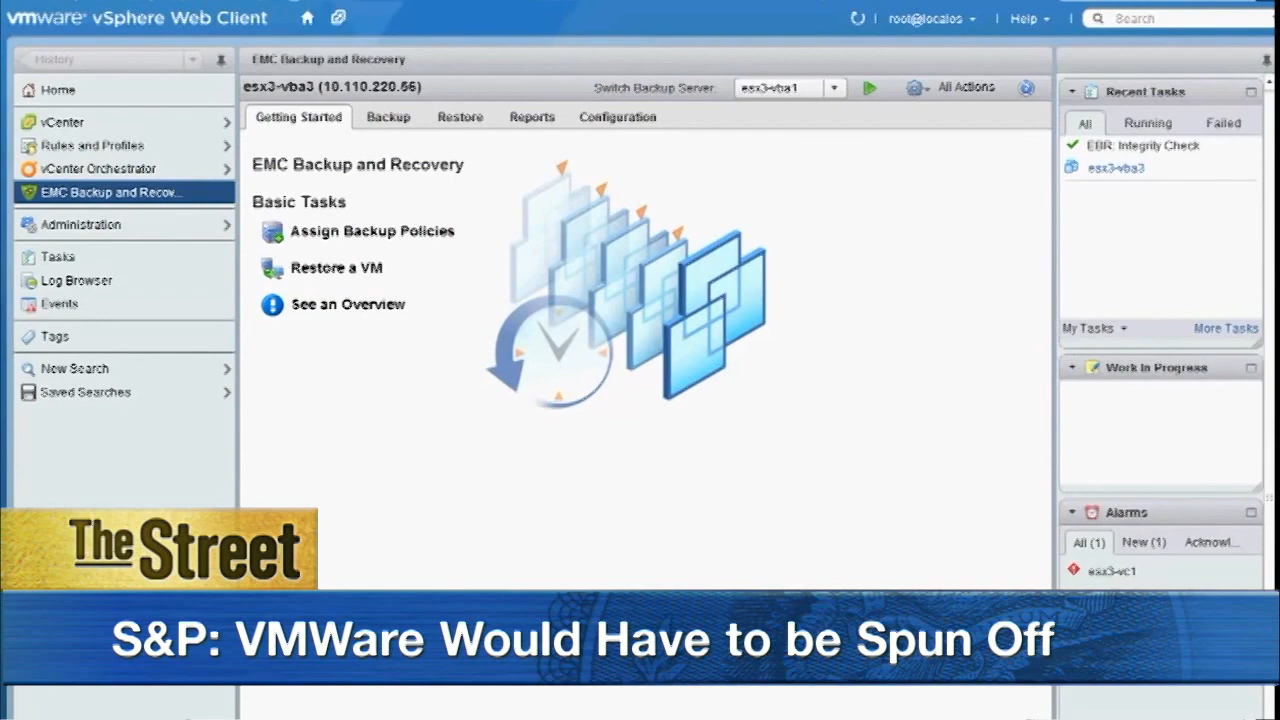 vmware vSphere Web Client
root@localos
Help
Search
History
Home
vCenter
Rules and Profiles
vCenter Orchestrator
EMC Backup and Recov...
Administration
Tasks
Log Browser
Events
Tags
New Search
Saved Searches
EMC Backup and Recovery
esx3-vba3 (10.110.220.56)
Switch Backup Server:
esx3-vba1
All Actions
Getting Started Backup Restore Reports Configuration
EMC Backup and Recovery
Basic Tasks
Assign Backup Policies
Restore a VM
See an Overview
Recent Tasks
All Running Failed
EBR: Integrity Check
esx3-vba3
My Tasks More Tasks
Work In Progress
Alarms
All (1) New (1) Acknowl...
esx3-vc1
The Street
S&P: VMWare Would Have to be Spun Off